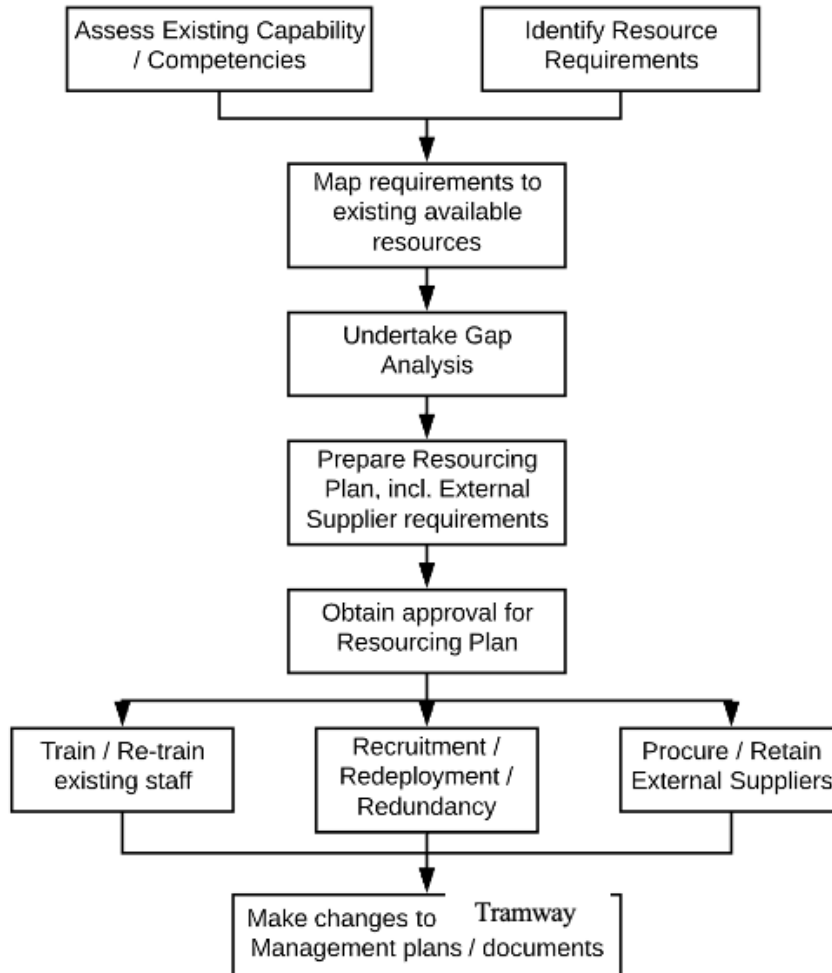 Assess Existing Capability
/ Competencies
Identify Resource
Requirements
Map requirements to
existing available
resources
Undertake Gap
Analysis
Prepare Resourcing
Plan, incl. External
Supplier requirements
Obtain approval for
Resourcing Plan
Train / Re-train
existing staff
Recruitment /
Redeployment /
Redundancy
Procure / Retain
External Suppliers
Make changes to Tramway
Management plans / documents